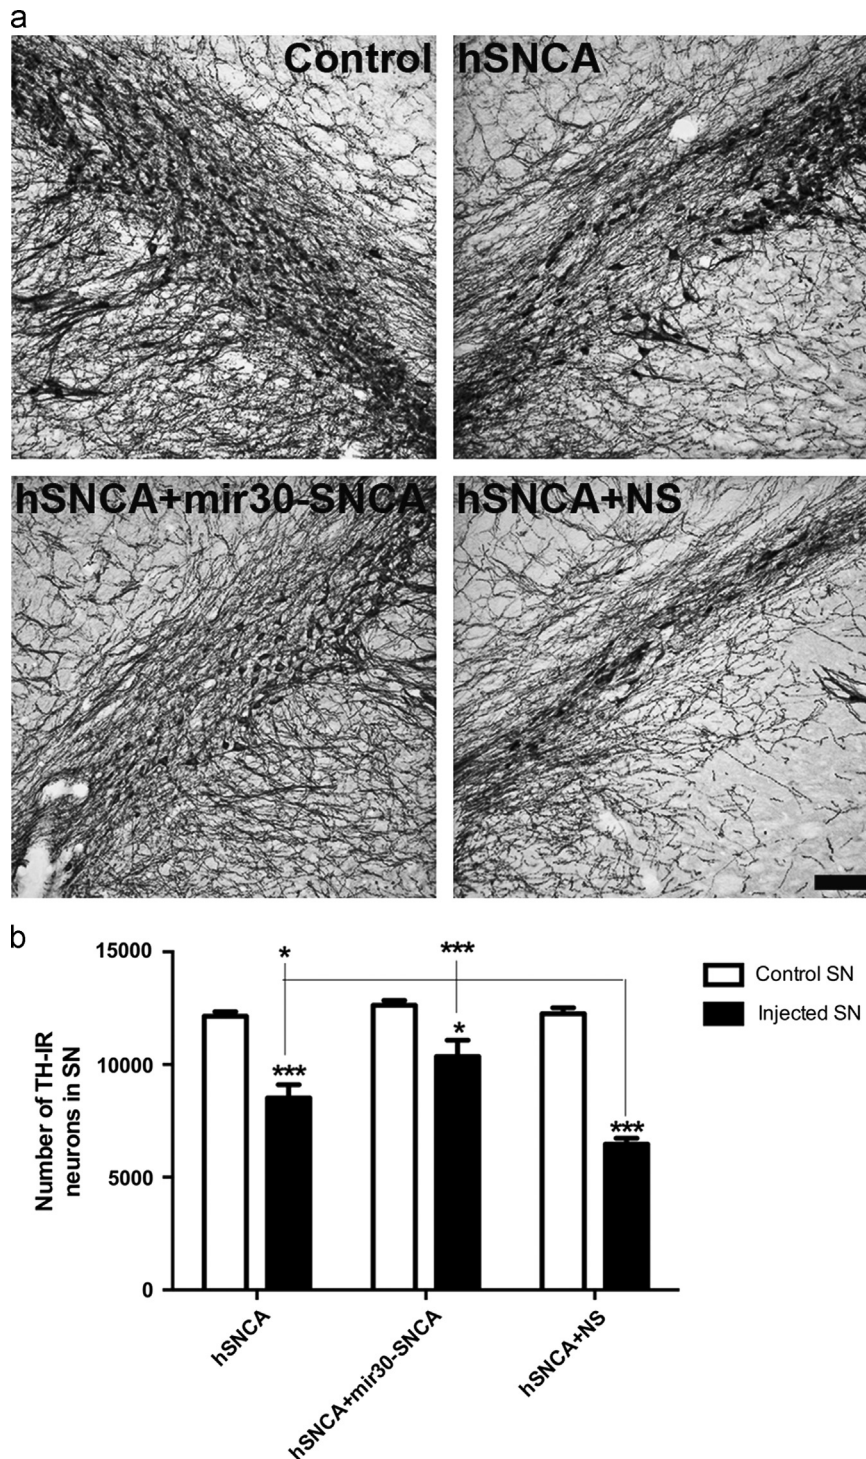 a
Control
hSNCA
hSNCA+mir30-SNCA
hSNCA+NS
b
15000
10000
5000
0
Number of TH-IR
neurons in SN
*
***
***
*
***
Control SN
Injected SN
hSNCA
hSNCA+mir30-SNCA
hSNCA+NS